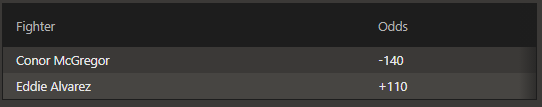 Fighter Odds
Conor McGregor -140
Eddie Alvarez +110